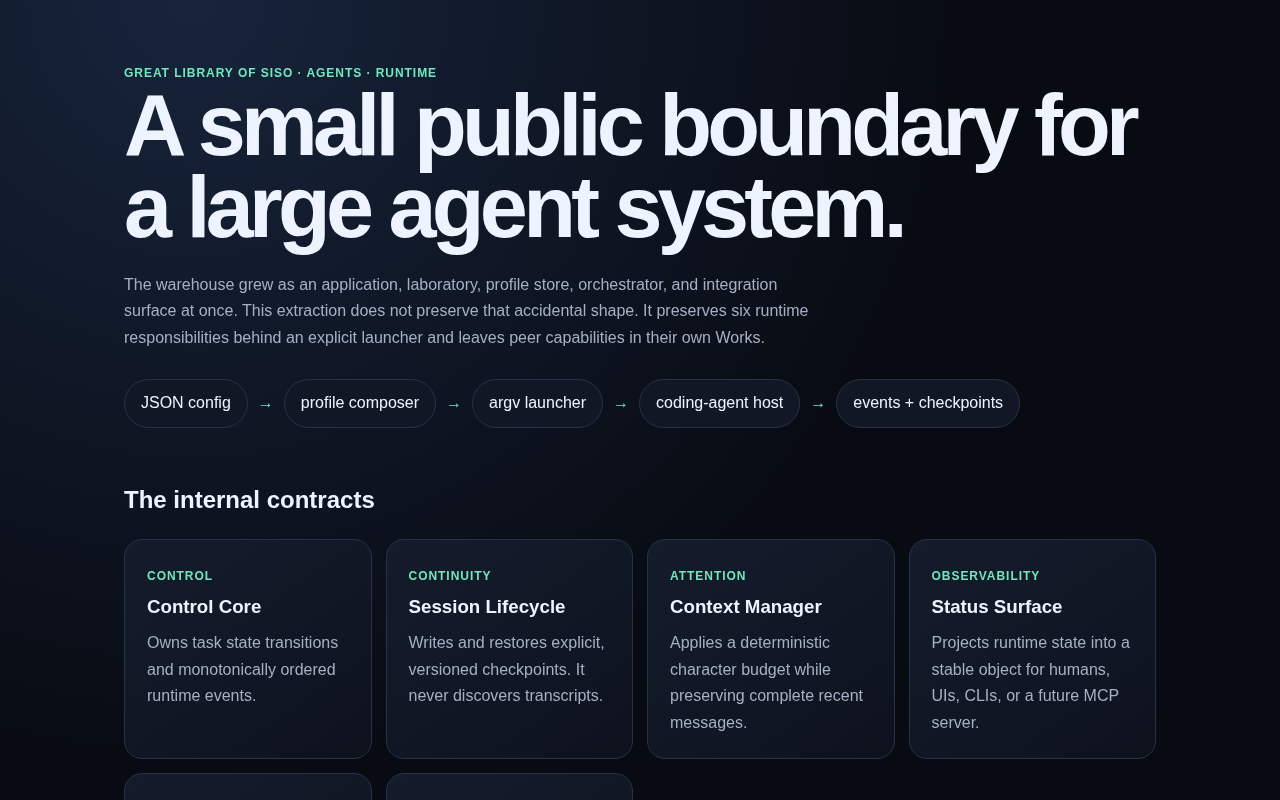 GREAT LIBRARY OF SISO · AGENTS · RUNTIME
A small public boundary for
a large agent system.
The warehouse grew as an application, laboratory, profile store, orchestrator, and integration
surface at once. This extraction does not preserve that accidental shape. It preserves six runtime
responsibilities behind an explicit launcher and leaves peer capabilities in their own Works.
JSON config → profile composer → argv launcher → coding-agent host → events + checkpoints
The internal contracts
CONTROL
Control Core
Owns task state transitions
and monotonically ordered
runtime events.
CONTINUITY
Session Lifecycle
Writes and restores explicit,
versioned checkpoints. It
never discovers transcripts.
ATTENTION
Context Manager
Applies a deterministic
character budget while
preserving complete recent
messages.
OBSERVABILITY
Status Surface
Projects runtime state into a
stable object for humans,
UIs, CLIs, or a future MCP
server.